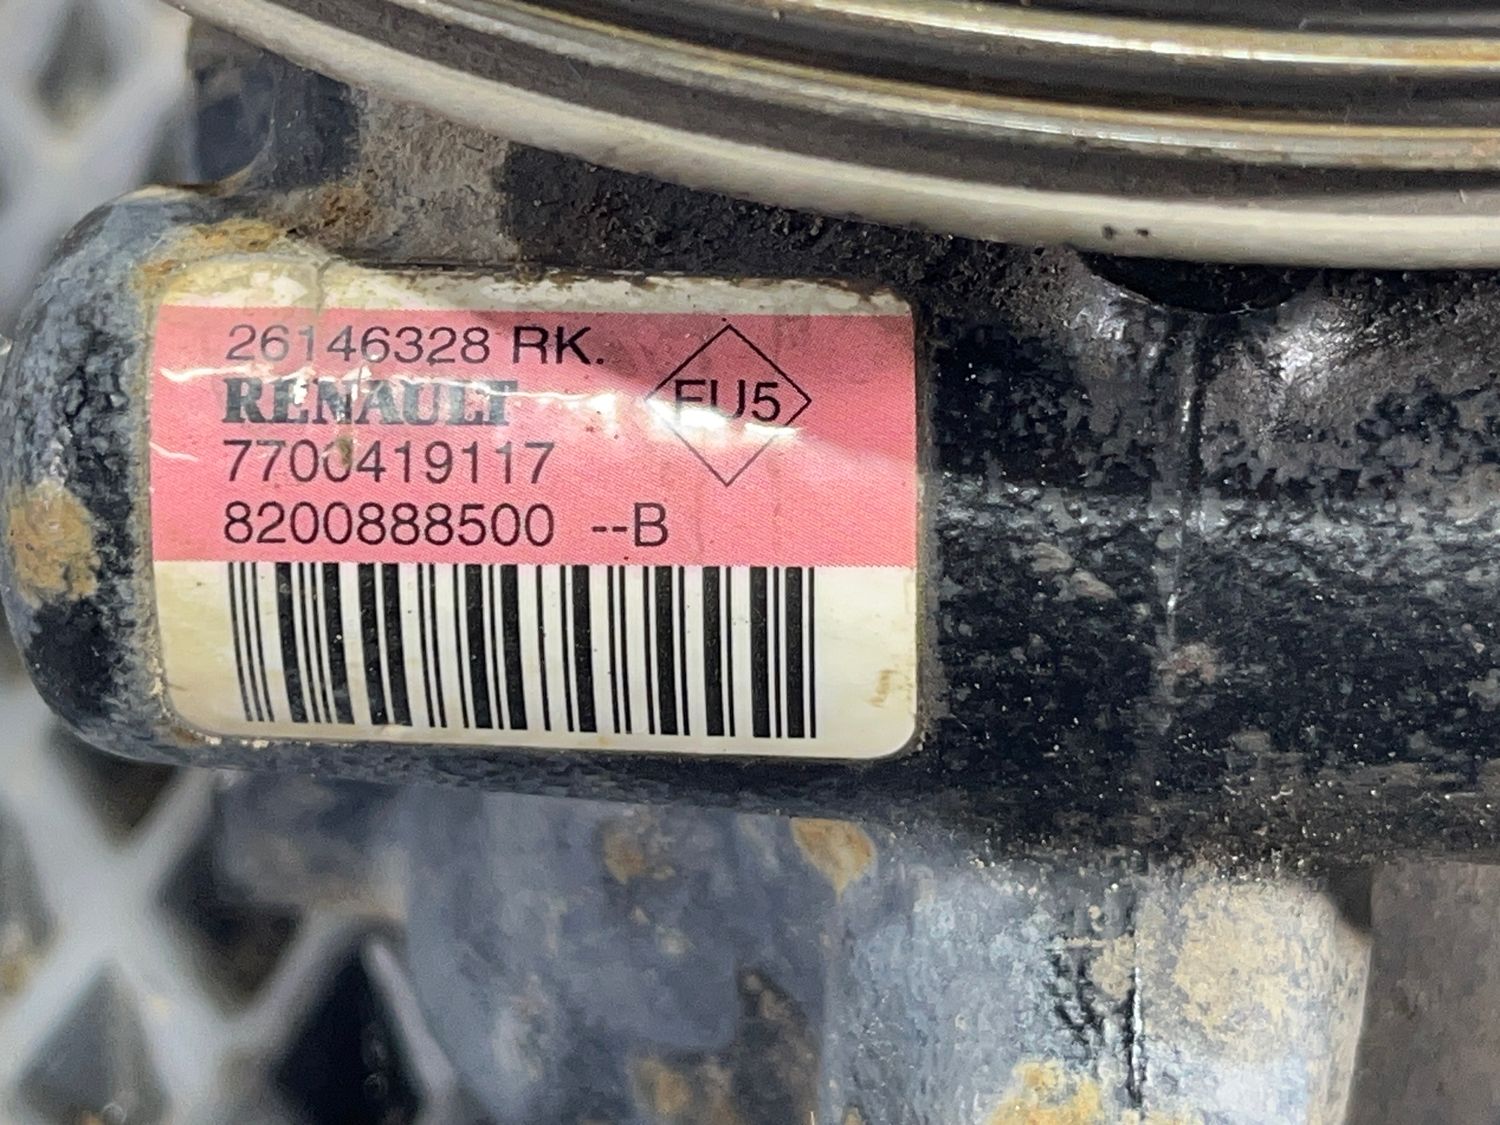 26146328 RK.
RENAULT
EU5
7700419117
8200888500 --B